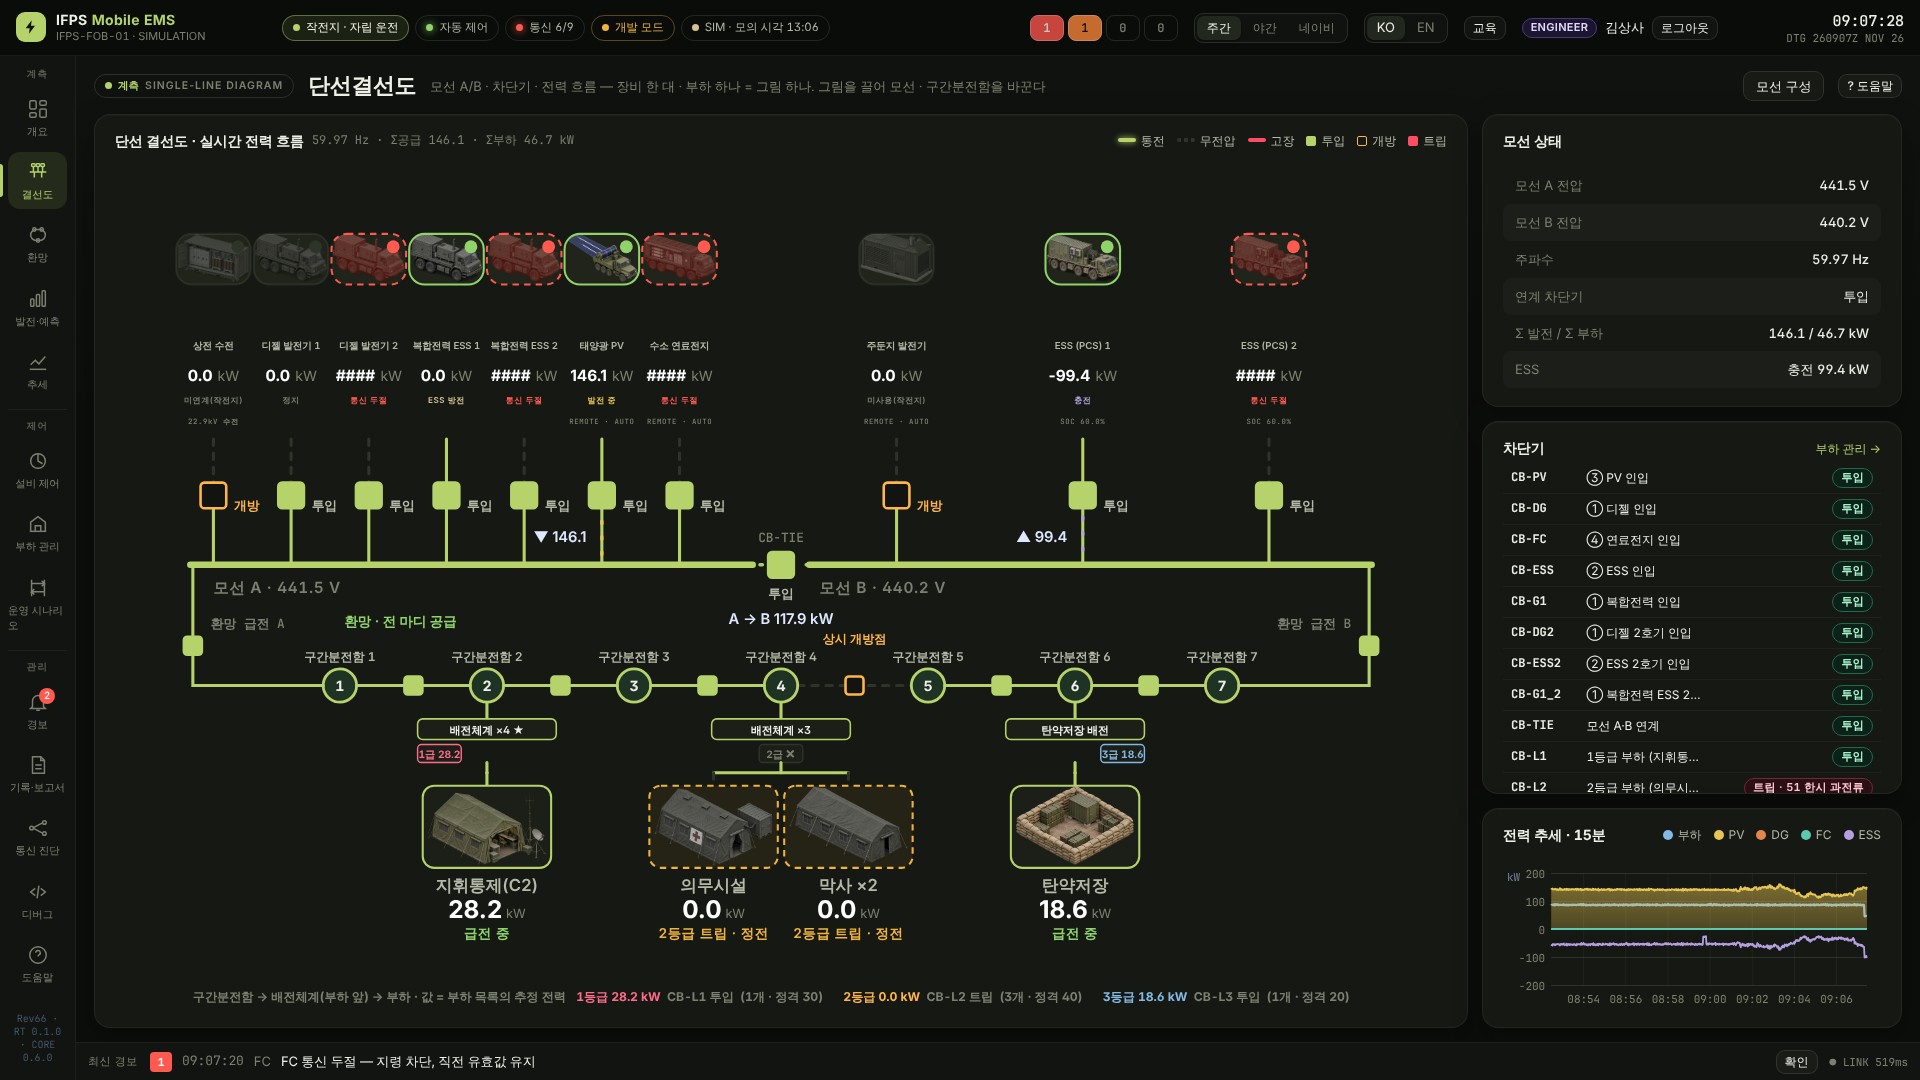 IFPS Mobile EMS
IFPS-FOB-01 · SIMULATION
작전지 · 자립 운전
자동 제어
통신 6/9
개발 모드
SIM · 모의 시각 13:06
1 1 0 0
주간 야간 네이비
KO EN
교육
ENGINEER 김상사 로그아웃
09:07:28
DTG 260907Z NOV 26
계측
개요
결선도
환망
발전·예측
추세
제어
설비 제어
부하 관리
운영 시나리오
관리
2
경보
기록·보고서
통신 진단
디버그
도움말
Rev66 ·
RT 0.1.0
· CORE
0.6.0
계측 SINGLE-LINE DIAGRAM
단선결선도
모선 A/B · 차단기 · 전력 흐름 — 장비 한 대 · 부하 하나 = 그림 하나. 그림을 끌어 모선 · 구간분전함을 바꾼다
모선 구성
? 도움말
단선 결선도 · 실시간 전력 흐름 59.97 Hz · Σ공급 146.1 · Σ부하 46.7 kW
통전 무전압 고장 투입 개방 트립
상전 수전 디젤 발전기 1 디젤 발전기 2 복합전력 ESS 1 복합전력 ESS 2 태양광 PV 수소 연료전지 주둔지 발전기 ESS (PCS) 1 ESS (PCS) 2
0.0 kW 0.0 kW #### kW 0.0 kW #### kW 146.1 kW #### kW 0.0 kW -99.4 kW #### kW
미연계(작전지) 정지 통신 두절 ESS 방전 통신 두절 발전 중 통신 두절 미사용(작전지) 충전 통신 두절
22.9kV 수전 REMOTE · AUTO REMOTE · AUTO REMOTE · AUTO SOC 60.0% SOC 60.0%
개방 투입 투입 투입 투입 투입 투입 개방 투입 투입
▼ 146.1 CB-TIE ▲ 99.4
모선 A · 441.5 V 투입 모선 B · 440.2 V
환망 급전 A 환망 · 전 마디 공급 A → B 117.9 kW 환망 급전 B
상시 개방점
구간분전함 1 구간분전함 2 구간분전함 3 구간분전함 4 구간분전함 5 구간분전함 6 구간분전함 7
1 2 3 4 5 6 7
배전체계 ×4 ★ 배전체계 ×3 탄약저장 배전
1급 28.2 2급 ✕ 3급 18.6
지휘통제(C2) 의무시설 막사 ×2 탄약저장
28.2 kW 0.0 kW 0.0 kW 18.6 kW
급전 중 2등급 트립 · 정전 2등급 트립 · 정전 급전 중
구간분전함 → 배전체계(부하 앞) → 부하 · 값 = 부하 목록의 추정 전력 1등급 28.2 kW CB-L1 투입 (1개 · 정격 30) 2등급 0.0 kW CB-L2 트립 (3개 · 정격 40) 3등급 18.6 kW CB-L3 투입 (1개 · 정격 20)
모선 상태
모선 A 전압 441.5 V
모선 B 전압 440.2 V
주파수 59.97 Hz
연계 차단기 투입
Σ 발전 / Σ 부하 146.1 / 46.7 kW
ESS 충전 99.4 kW
차단기 부하 관리 →
CB-PV ③ PV 인입 투입
CB-DG ① 디젤 인입 투입
CB-FC ④ 연료전지 인입 투입
CB-ESS ② ESS 인입 투입
CB-G1 ① 복합전력 인입 투입
CB-DG2 ① 디젤 2호기 인입 투입
CB-ESS2 ② ESS 2호기 인입 투입
CB-G1_2 ① 복합전력 ESS 2... 투입
CB-TIE 모선 A·B 연계 투입
CB-L1 1등급 부하 (지휘통... 투입
CB-L2 2등급 부하 (의무시... 트립 · 51 한시 과전류
전력 추세 · 15분 부하 PV DG FC ESS
kW 200
100
0
-100
-200
08:54 08:56 08:58 09:00 09:02 09:04 09:06
최신 경보 1 09:07:20 FC FC 통신 두절 — 지령 차단, 직전 유효값 유지
확인 LINK 519ms